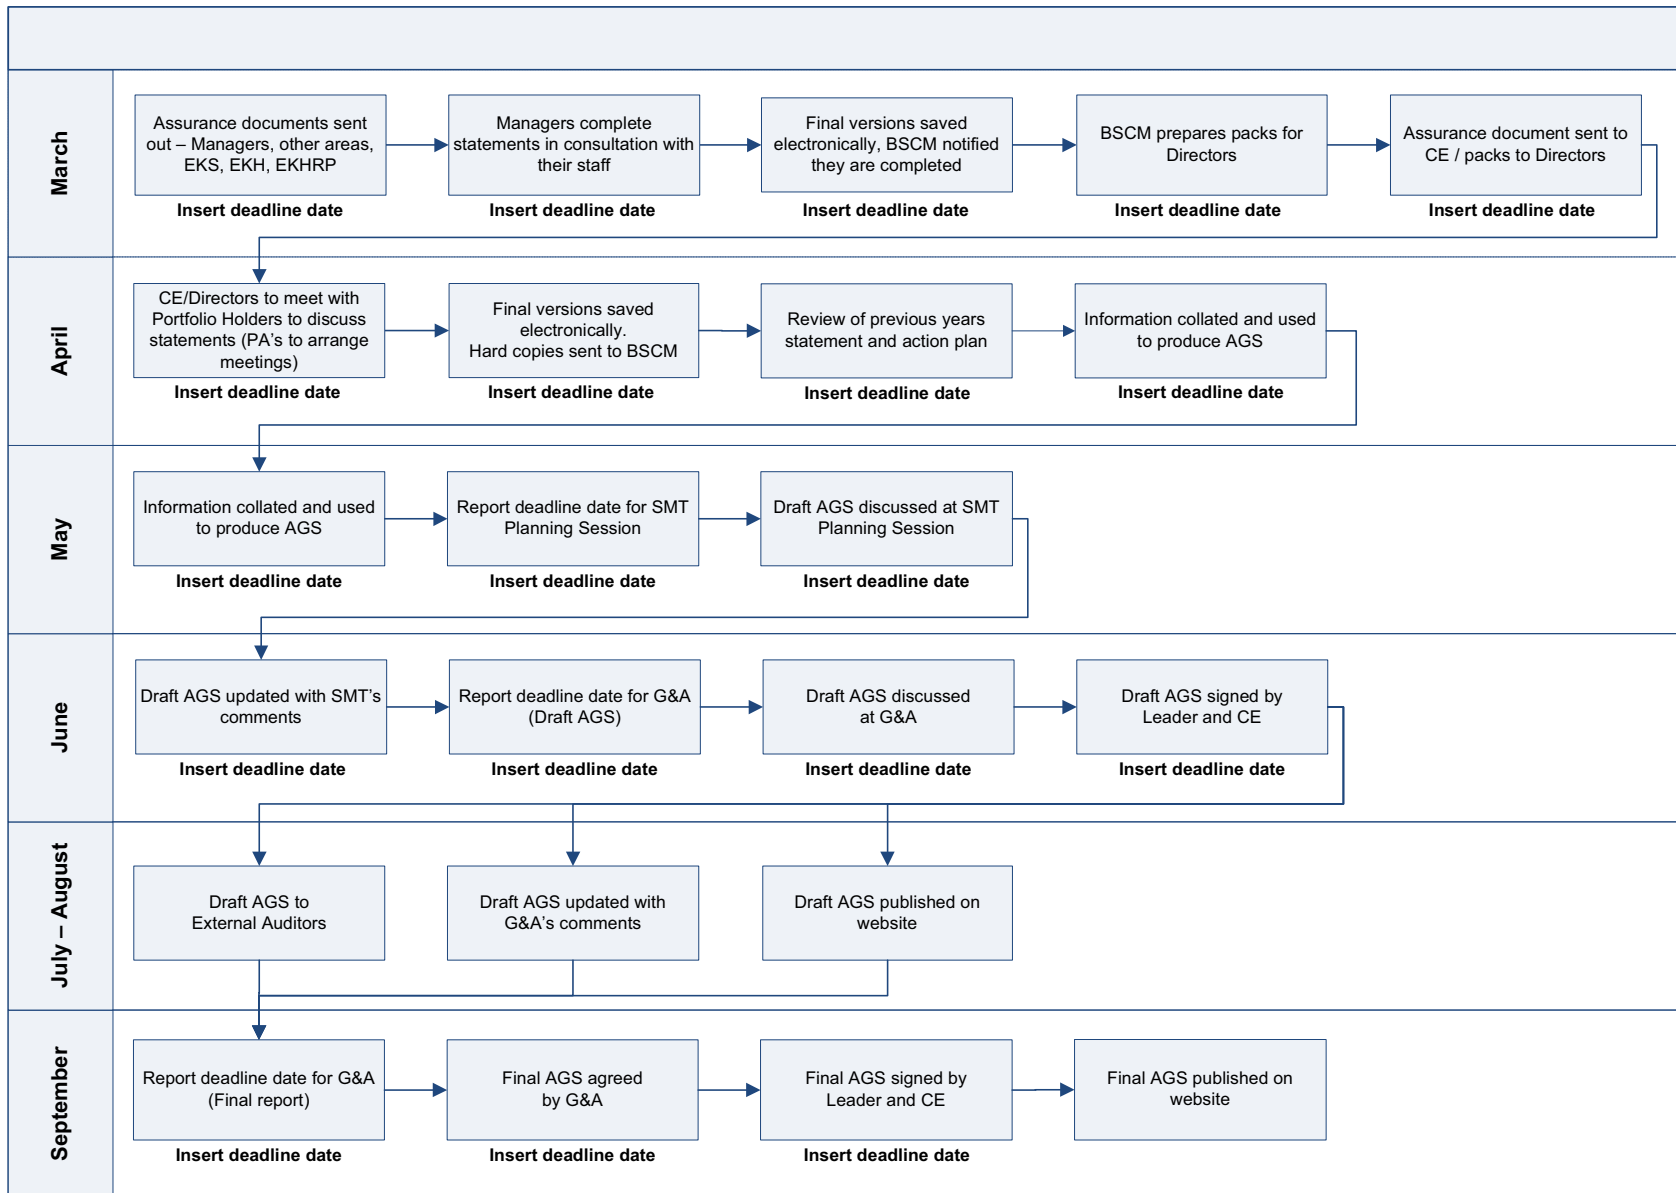 March
Assurance documents sent
out – Managers, other areas,
EKS, EKH, EKHRP
Insert deadline date
Managers complete
statements in consultation with
their staff
Insert deadline date
Final versions saved
electronically, BSCM notified
they are completed
Insert deadline date
BSCM prepares packs for
Directors
Insert deadline date
Assurance document sent to
CE / packs to Directors
Insert deadline date
April
CE/Directors to meet with
Portfolio Holders to discuss
statements (PA's to arrange
meetings)
Insert deadline date
Final versions saved
electronically.
Hard copies sent to BSCM
Insert deadline date
Review of previous years
statement and action plan
Insert deadline date
Information collated and used
to produce AGS
Insert deadline date
May
Information collated and used
to produce AGS
Insert deadline date
Report deadline date for SMT
Planning Session
Insert deadline date
Draft AGS discussed at SMT
Planning Session
Insert deadline date
June
Draft AGS updated with SMT's
comments
Insert deadline date
Report deadline date for G&A
(Draft AGS)
Insert deadline date
Draft AGS discussed
at G&A
Insert deadline date
Draft AGS signed by
Leader and CE
Insert deadline date
July – August
Draft AGS to
External Auditors
Draft AGS updated with
G&A's comments
Draft AGS published on
website
September
Report deadline date for G&A
(Final report)
Insert deadline date
Final AGS agreed
by G&A
Insert deadline date
Final AGS signed by
Leader and CE
Insert deadline date
Final AGS published on
website